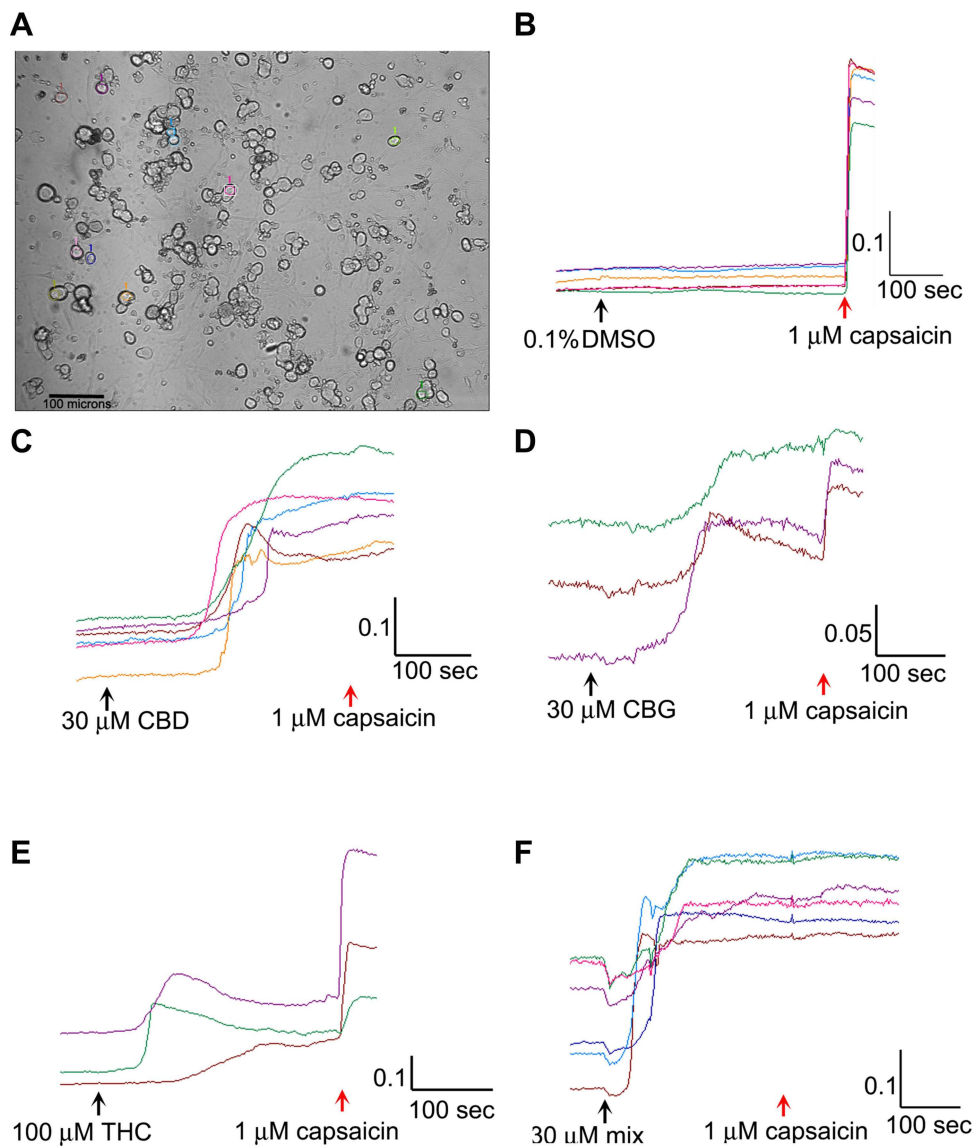 A
100 microns
B
0.1
100 sec
0.1%DMSO
1 μM capsaicin
C
0.1
100 sec
30 μM CBD
1 μM capsaicin
D
0.05
100 sec
30 μM CBG
1 μM capsaicin
E
0.1
100 sec
100 μM THC
1 μM capsaicin
F
0.1
100 sec
30 μM mix
1 μM capsaicin